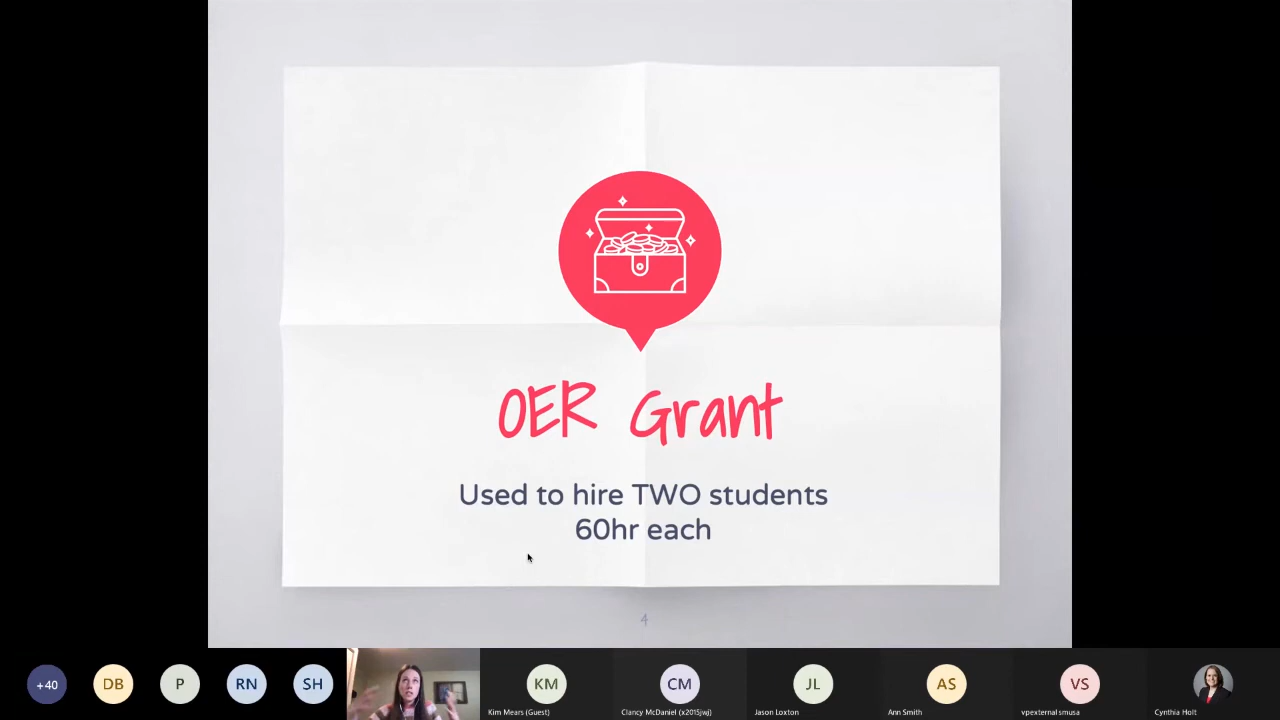 OER Grant
Used to hire TWO students
60hr each
4
+40
DB
P
RN
SH
KM
Kim Mears (Guest)
CM
Clancy McDaniel (x2015jwj)
JL
Jason Loxton
AS
Ann Smith
VS
vpexternal smusa
Cynthia Holt